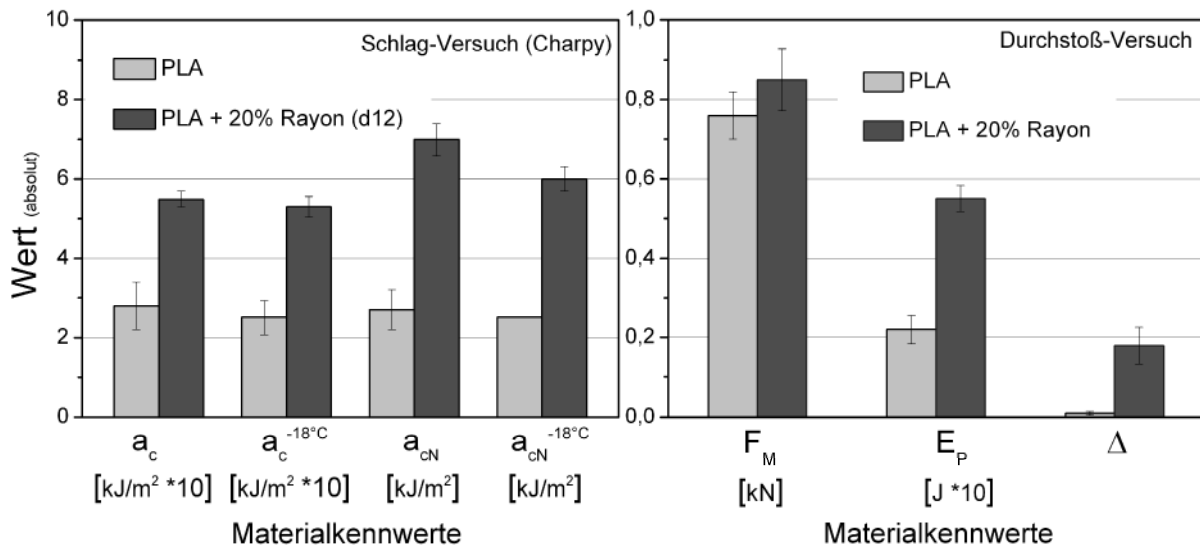 10
8
6
4
2
0
Wert (absolut)
Schlag-Versuch (Charpy)
PLA
PLA + 20% Rayon (d12)
a_c
a_c^-18°C
a_cN
a_cN^-18°C
[kJ/m² *10]
[kJ/m² *10]
[kJ/m²]
[kJ/m²]
Materialkennwerte
1,0
0,8
0,6
0,4
0,2
0,0
Durchstoß-Versuch
PLA
PLA + 20% Rayon
F_M
E_P
Δ
[kN]
[J *10]
Materialkennwerte